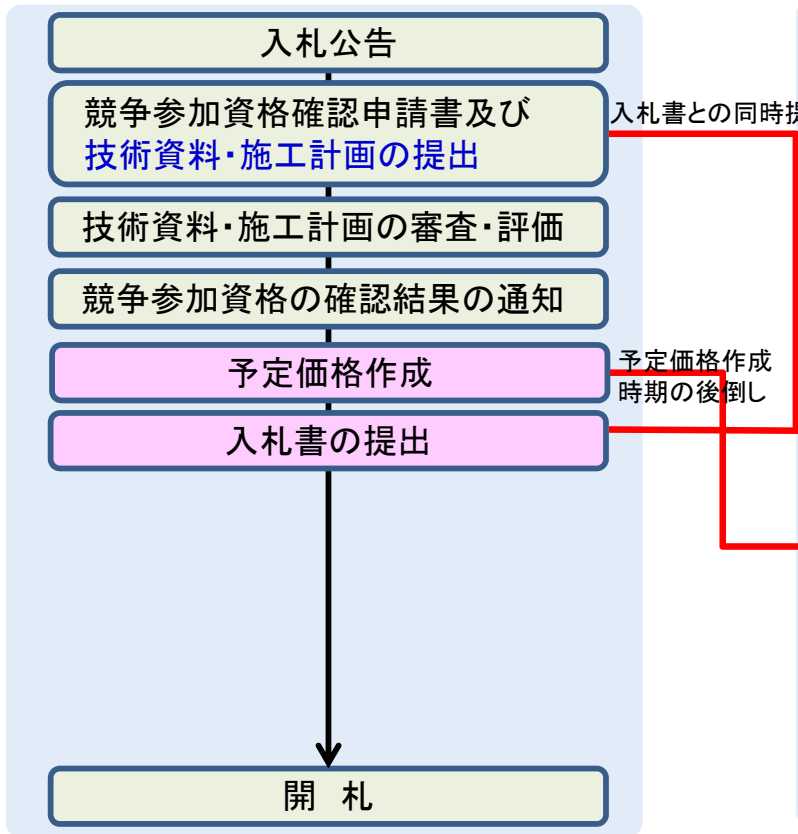 入札公告
競争参加資格確認申請書及び
技術資料・施工計画の提出
入札書との同時提
技術資料・施工計画の審査・評価
競争参加資格の確認結果の通知
予定価格作成
予定価格作成
時期の後倒し
入札書の提出
開 札